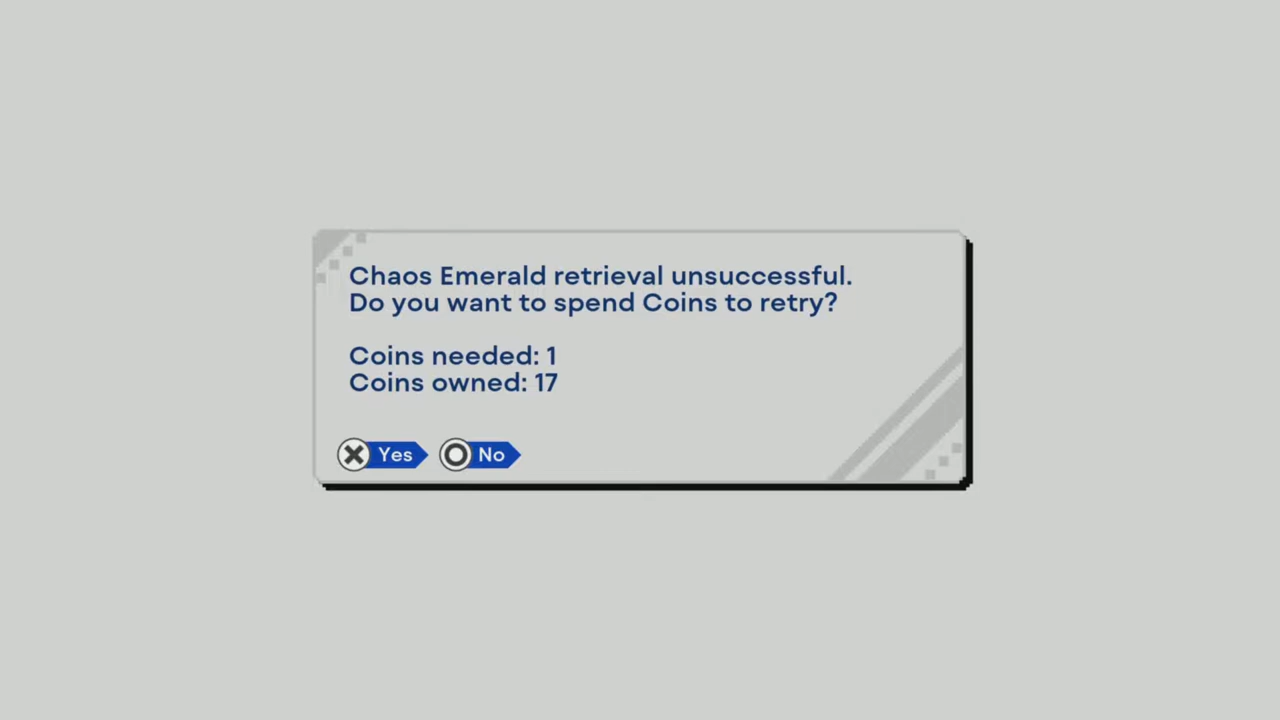 Chaos Emerald retrieval unsuccessful.
Do you want to spend Coins to retry?
Coins needed: 1
Coins owned: 17
Yes No